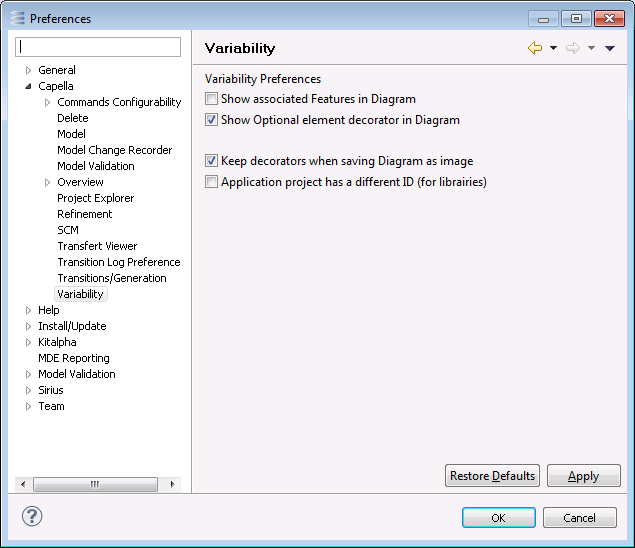 Preferences
General
Capella
Commands Configurability
Delete
Model
Model Change Recorder
Model Validation
Overview
Project Explorer
Refinement
SCM
Transfert Viewer
Transition Log Preference
Transitions/Generation
Variability
Help
Install/Update
Kitalpha
MDE Reporting
Model Validation
Sirius
Team
Variability
Variability Preferences
Show associated Features in Diagram
Show Optional element decorator in Diagram
Keep decorators when saving Diagram as image
Application project has a different ID (for librairies)
Restore Defaults
Apply
?
OK
Cancel